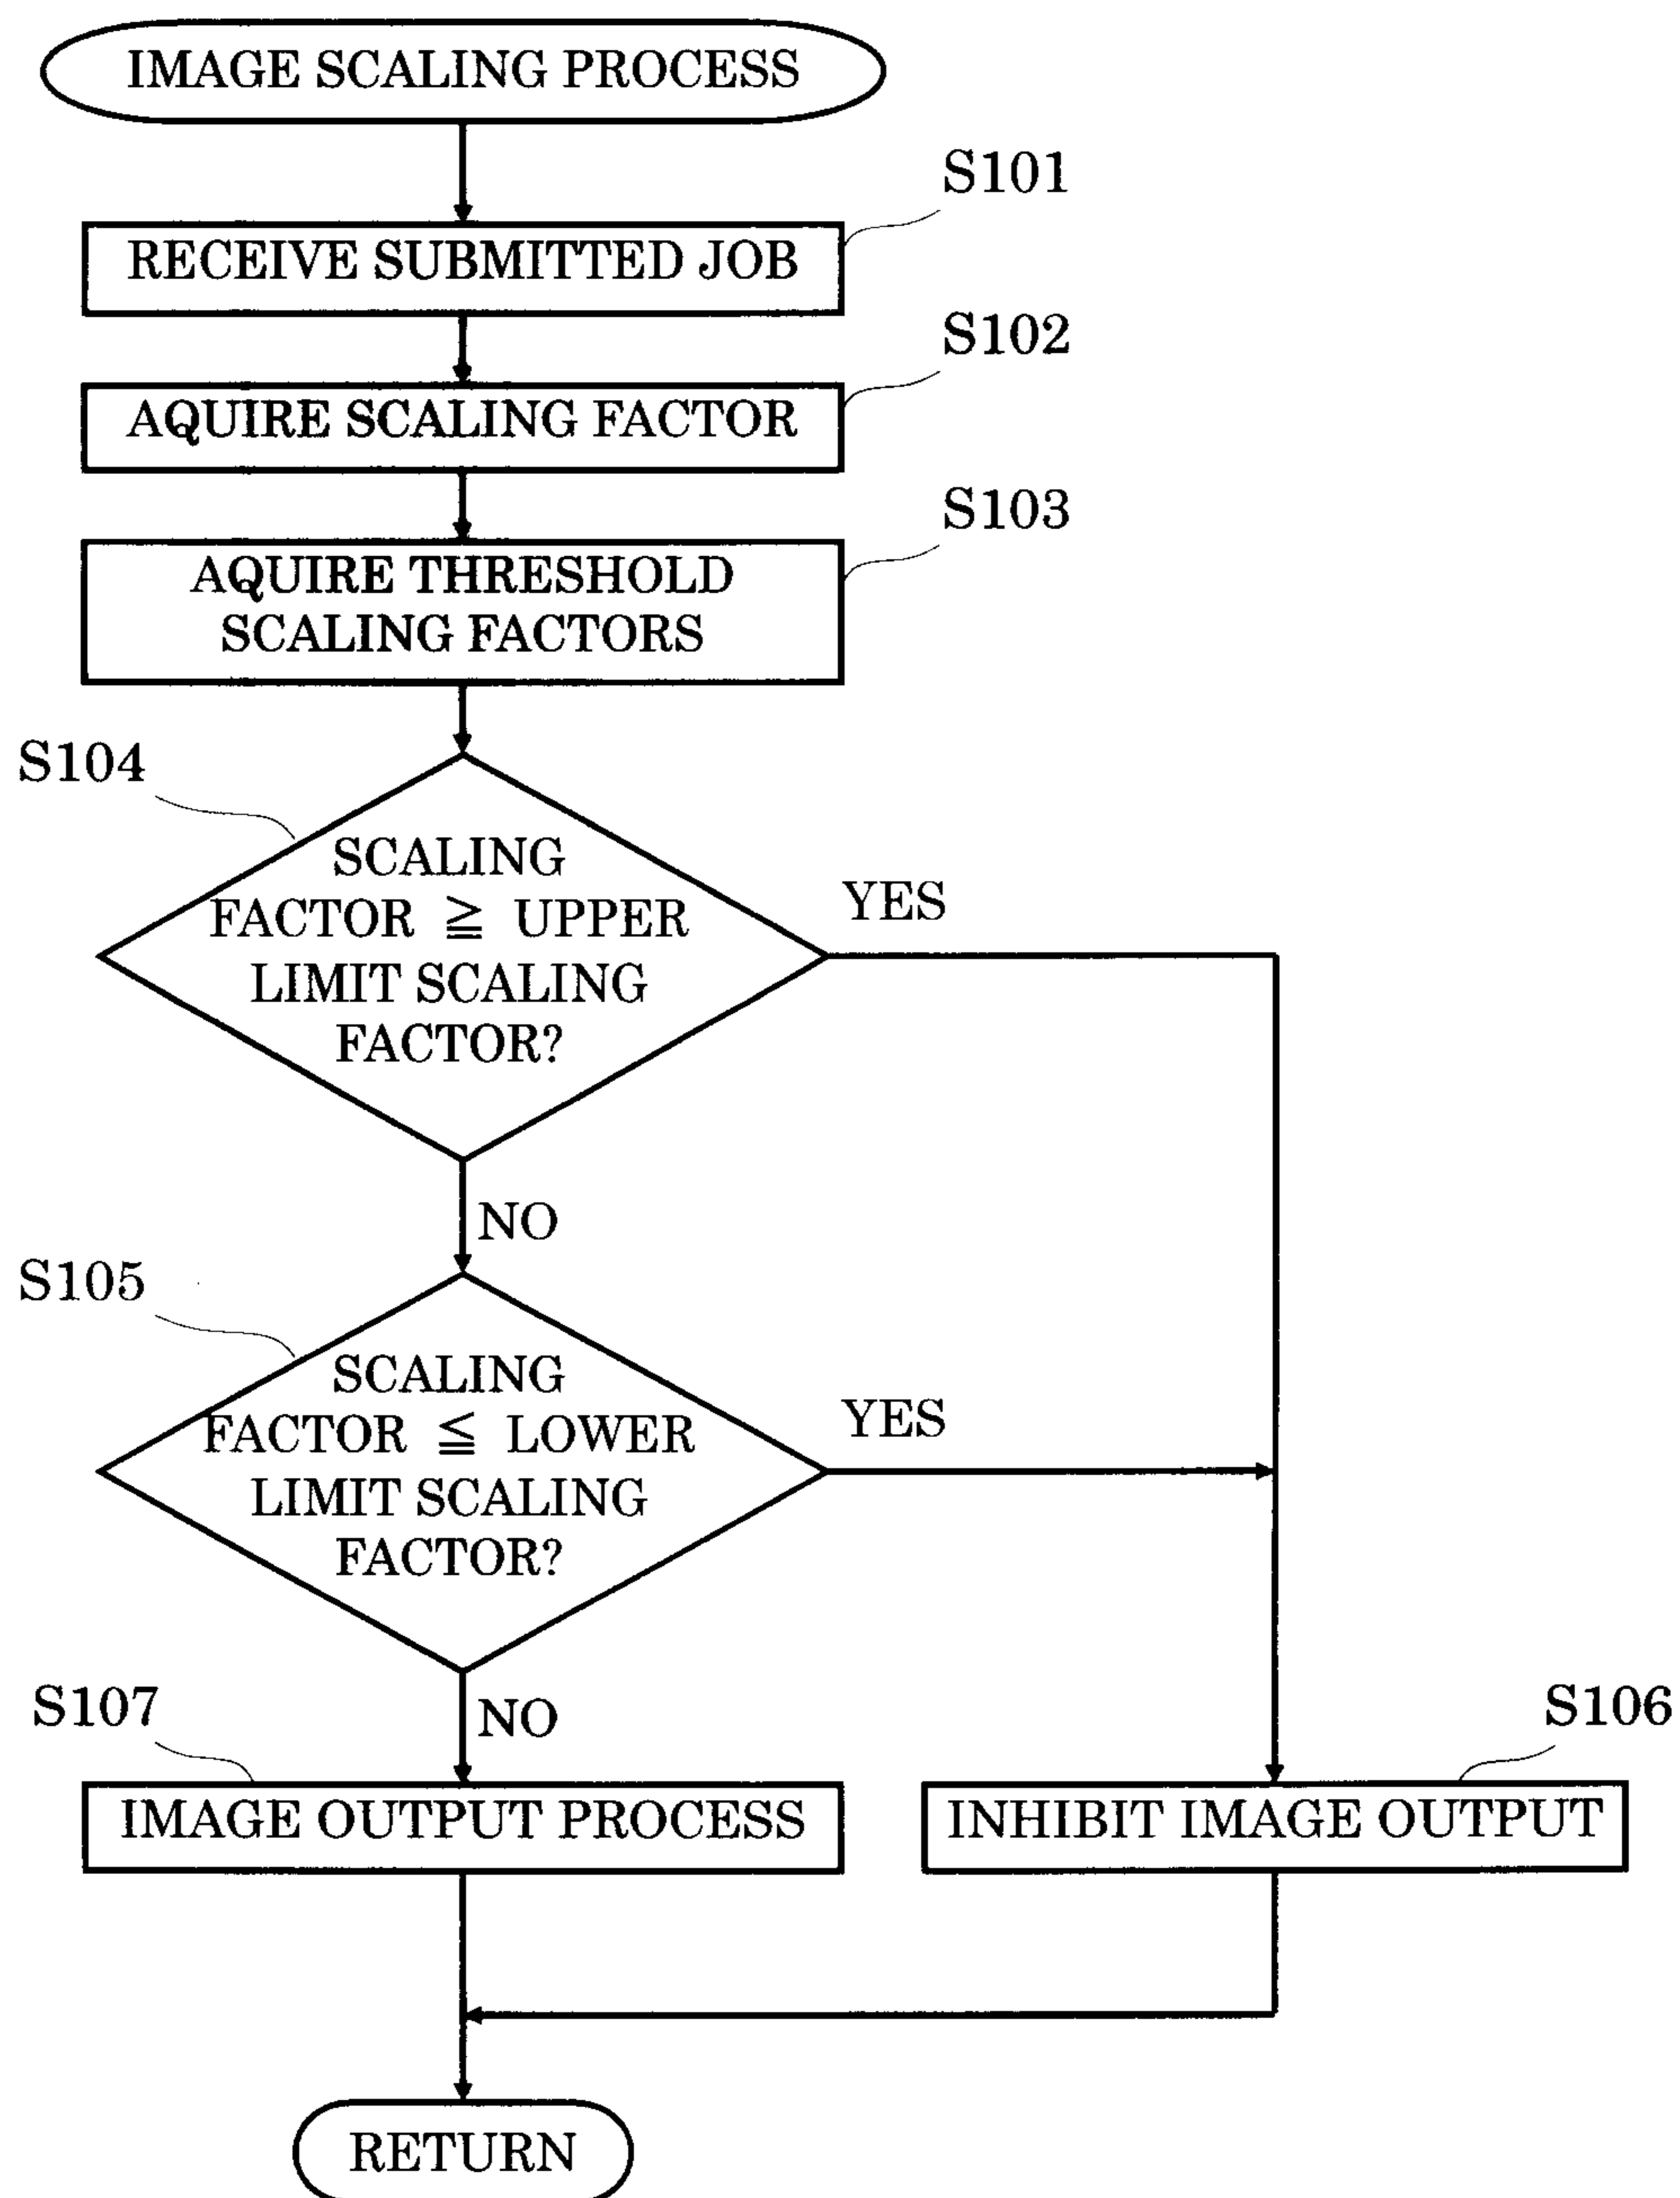 IMAGE SCALING PROCESS
S101
RECEIVE SUBMITTED JOB
S102
AQUIRE SCALING FACTOR
S103
AQUIRE THRESHOLD
SCALING FACTORS
S104
SCALING
FACTOR ≧ UPPER
LIMIT SCALING
FACTOR?
YES
NO
S105
SCALING
FACTOR ≦ LOWER
LIMIT SCALING
FACTOR?
YES
NO
S107
IMAGE OUTPUT PROCESS
S106
INHIBIT IMAGE OUTPUT
RETURN